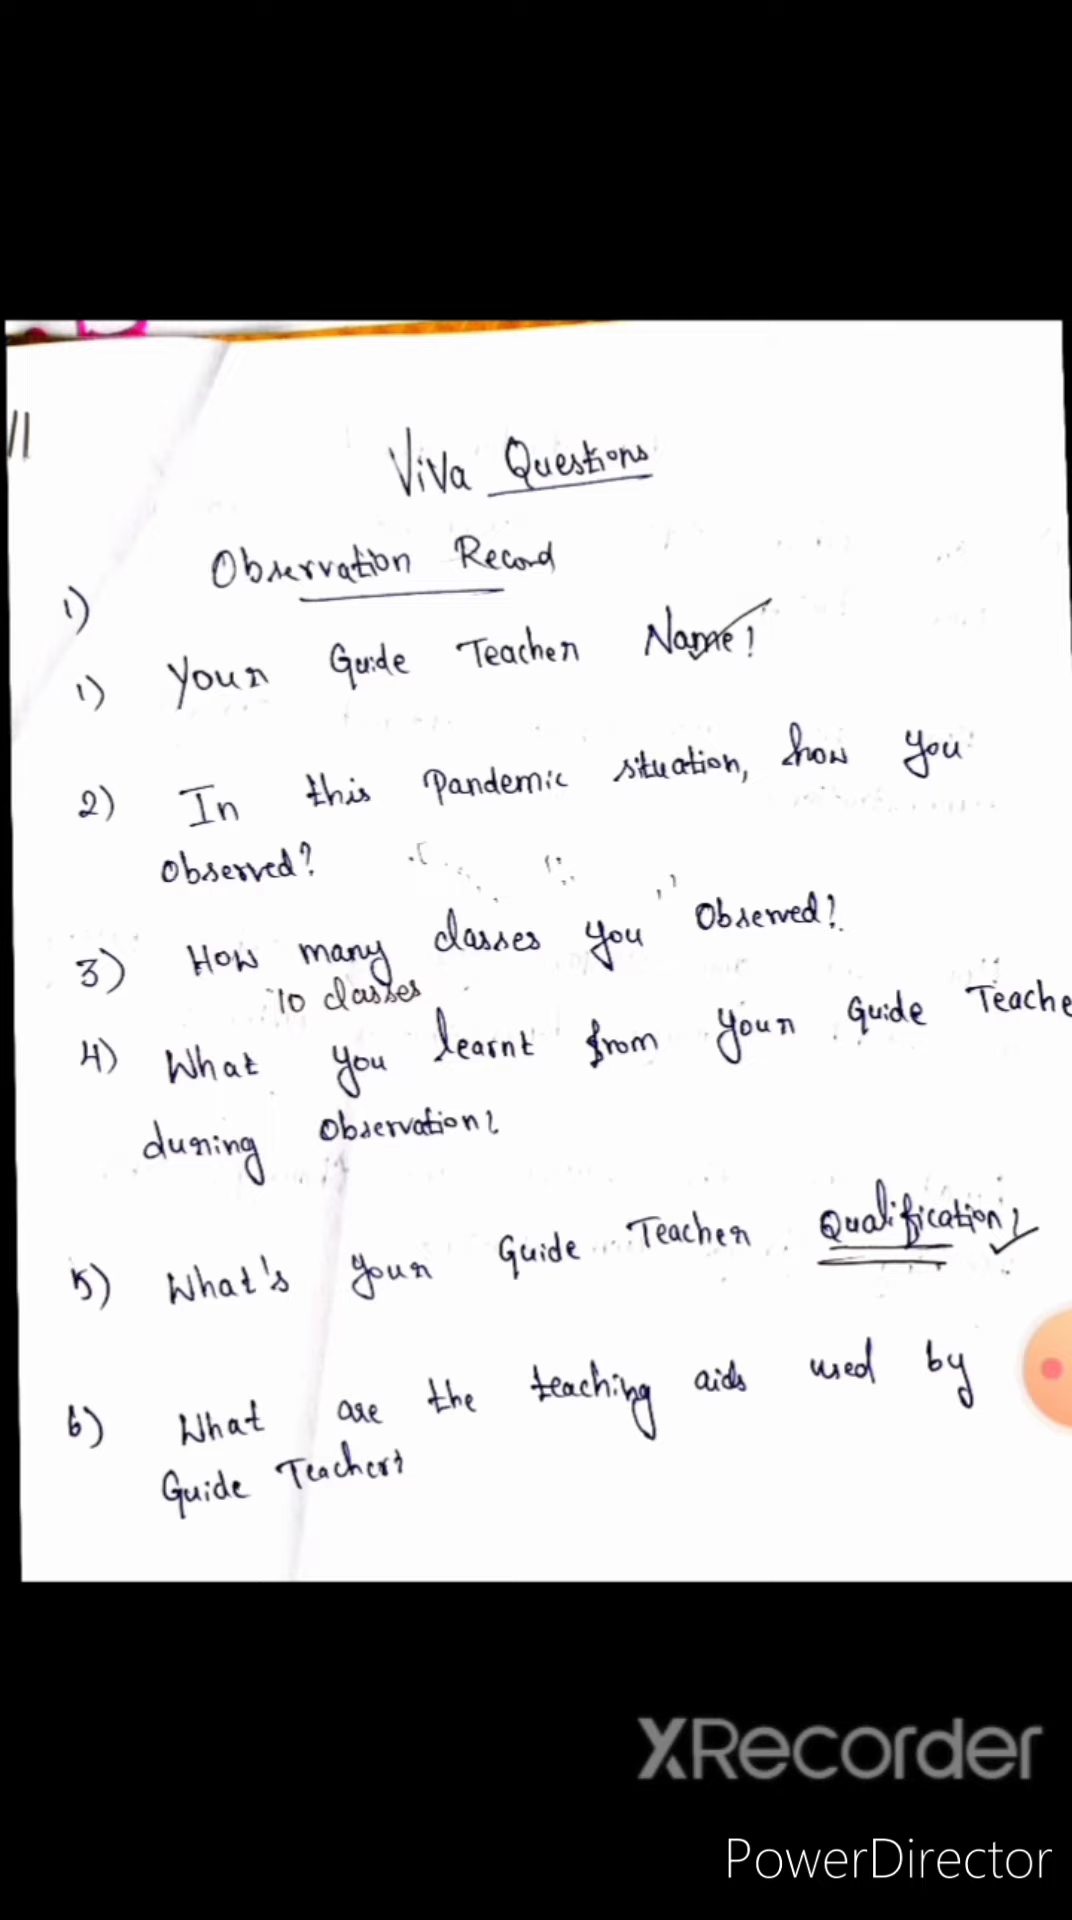 11
Viva Questions
Observation Record
1)
1) Your Guide Teacher Name?
2) In this Pandemic situation, how you
observed?
3) How many classes you Observed?
10 classes
4) What you learnt from your Guide Teache
during Observation?
5) What's your Guide Teacher Qualification?
6) What are the teaching aids used by
Guide Teacher?
XRecorder
PowerDirector